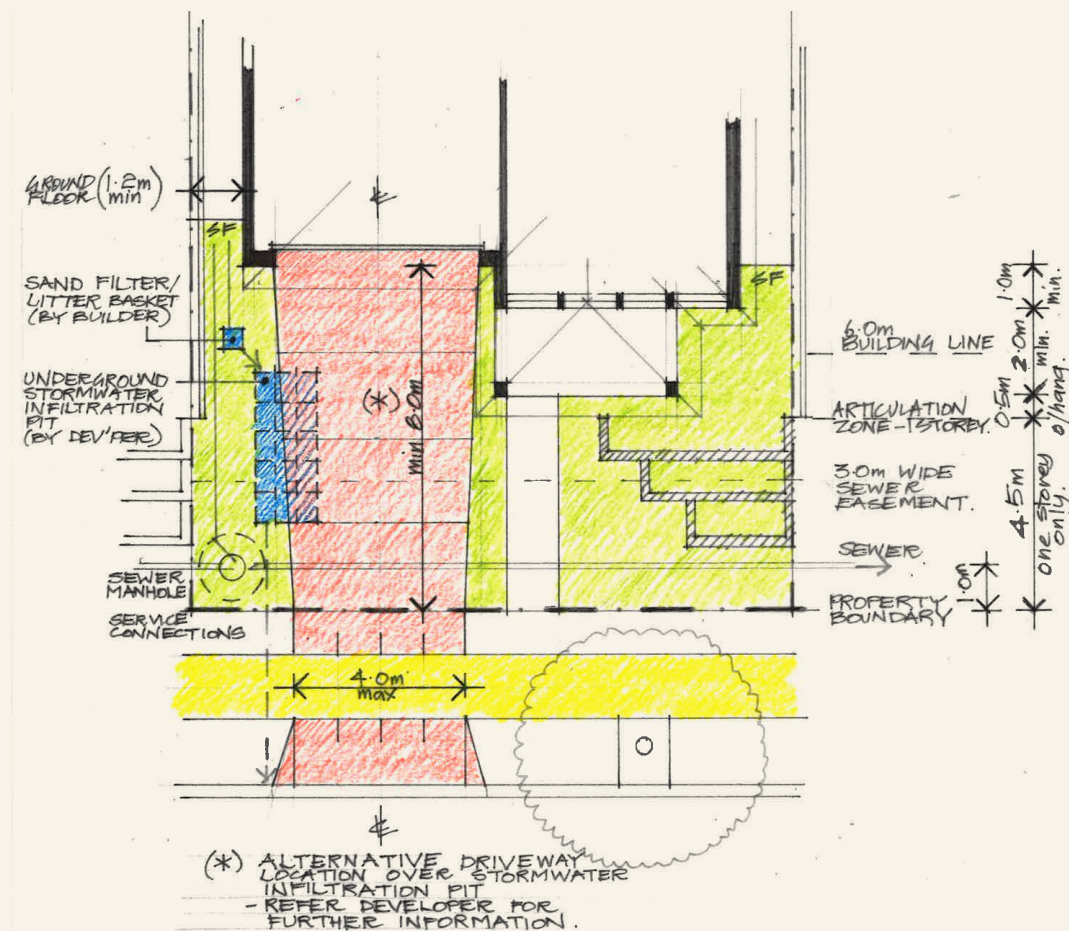 GROUND (1.2m
FLOOR min)
SF
SAND FILTER/
LITTER BASKET
(BY BUILDER)
UNDERGROUND
STORMWATER
INFILTRATION
PIT
(BY DEV'PER)
SEWER
MANHOLE
SERVICE
CONNECTIONS
(*)
min 8.0m
SF
6.0m
BUILDING LINE
ARTICULATION
ZONE - 1 STOREY.
3.0m WIDE
SEWER
EASEMENT.
SEWER
PROPERTY
BOUNDARY
1.0m
1.0m
min.
2.0m
min.
0.5m
o/hang.
4.5m
one storey
only.
4.0m
max
(*) ALTERNATIVE DRIVEWAY
LOCATION OVER STORMWATER
INFILTRATION PIT
- REFER DEVELOPER FOR
FURTHER INFORMATION.